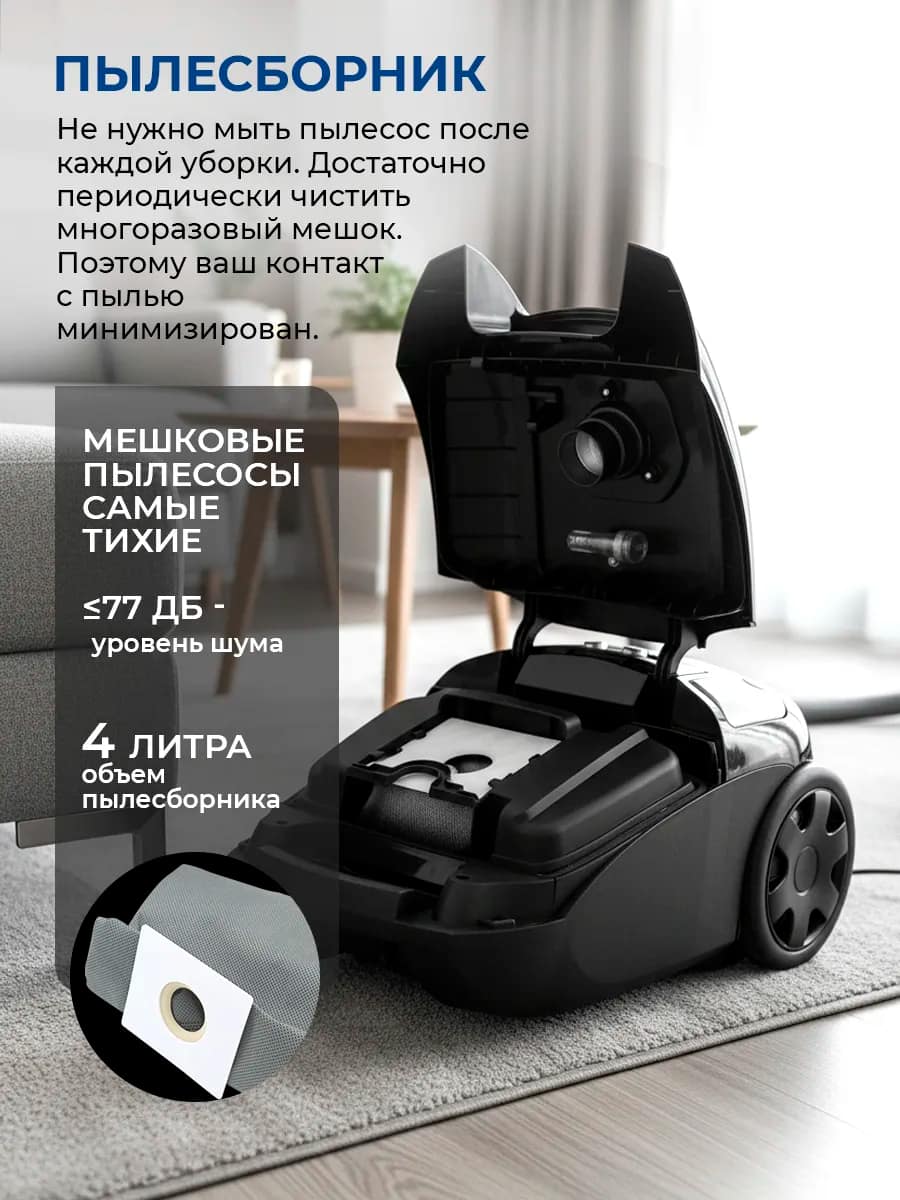 ПЫЛЕСБОРНИК
Не нужно мыть пылесос после
каждой уборки. Достаточно
периодически чистить
многоразовый мешок.
Поэтому ваш контакт
с пылью
минимизирован.
МЕШКОВЫЕ
ПЫЛЕСОСЫ
САМЫЕ
ТИХИЕ
≤77 ДБ -
уровень шума
4 ЛИТРА
объем
пылесборника